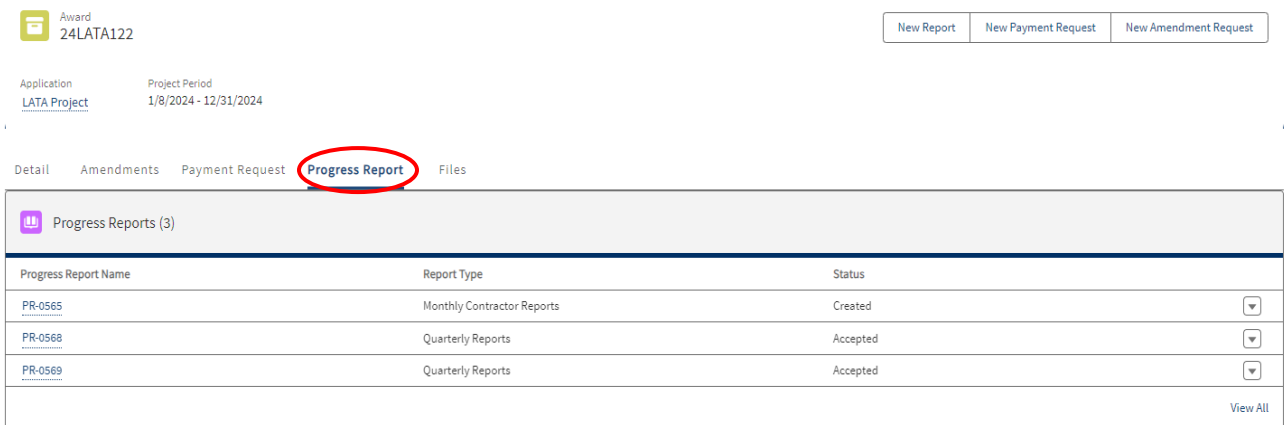 Award
24LATA122
New Report New Payment Request New Amendment Request
Application Project Period
LATA Project 1/8/2024 - 12/31/2024
Detail Amendments Payment Request Progress Report Files
Progress Reports (3)
Progress Report Name Report Type Status
PR-0565 Monthly Contractor Reports Created
PR-0568 Quarterly Reports Accepted
PR-0569 Quarterly Reports Accepted
View All